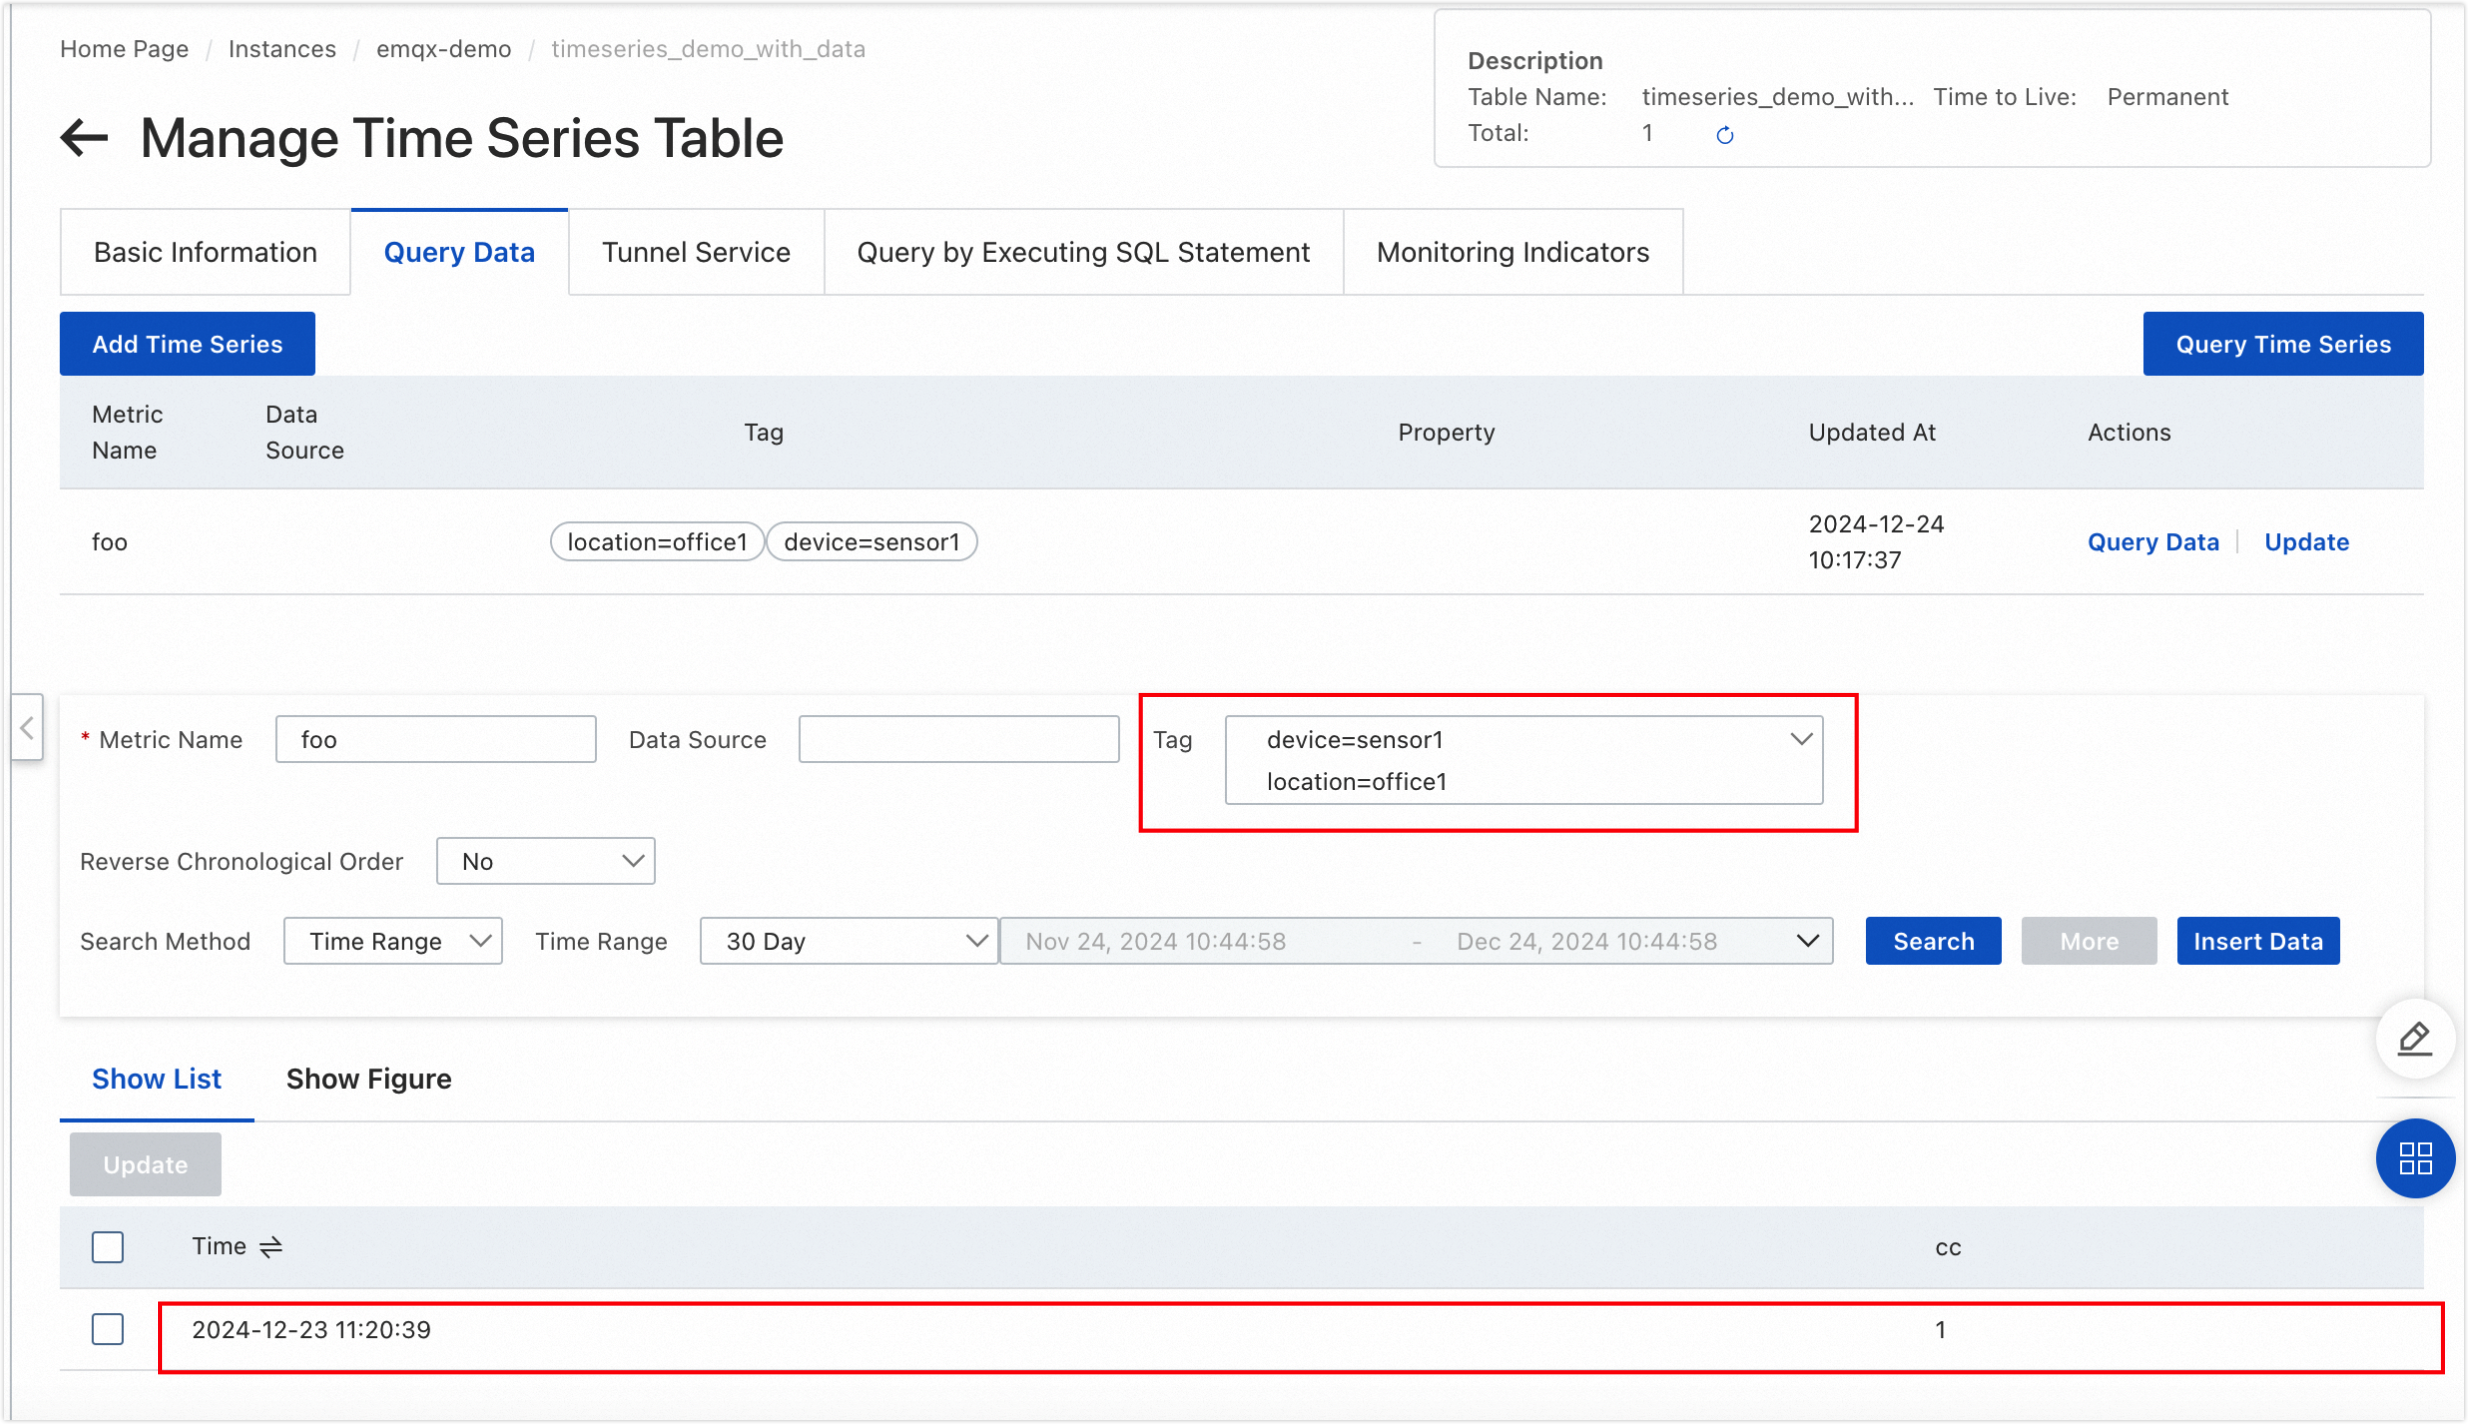 Home Page / Instances / emqx-demo / timeseries_demo_with_data
Description
Table Name: timeseries_demo_with... Time to Live: Permanent
Total: 1
Manage Time Series Table
Basic Information Query Data Tunnel Service Query by Executing SQL Statement Monitoring Indicators
Add Time Series Query Time Series
Metric Name Data Source Tag Property Updated At Actions
foo location=office1 device=sensor1 2024-12-24 10:17:37 Query Data Update
* Metric Name foo Data Source Tag device=sensor1
location=office1
Reverse Chronological Order No
Search Method Time Range Time Range 30 Day Nov 24, 2024 10:44:58 - Dec 24, 2024 10:44:58 Search More Insert Data
Show List Show Figure
Update
Time cc
2024-12-23 11:20:39 1